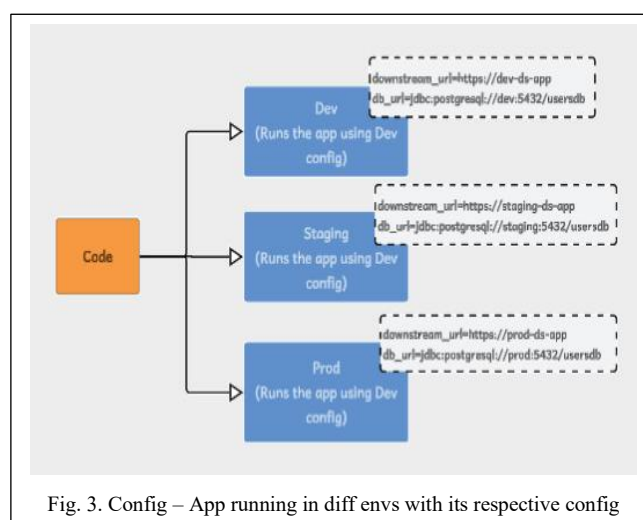 downstream_url=https://dev-ds-app
db_url=jdbc:postgresql://dev:5432/usersdb
Dev
(Runs the app using Dev
config)
downstream_url=https://staging-ds-app
db_url=jdbc:postgresql://staging:5432/usersdb
Staging
(Runs the app using Dev
config)
Code
downstream_url=https://prod-ds-app
db_url=jdbc:postgresql://prod:5432/usersdb
Prod
(Runs the app using Dev
config)
Fig. 3. Config – App running in diff envs with its respective config